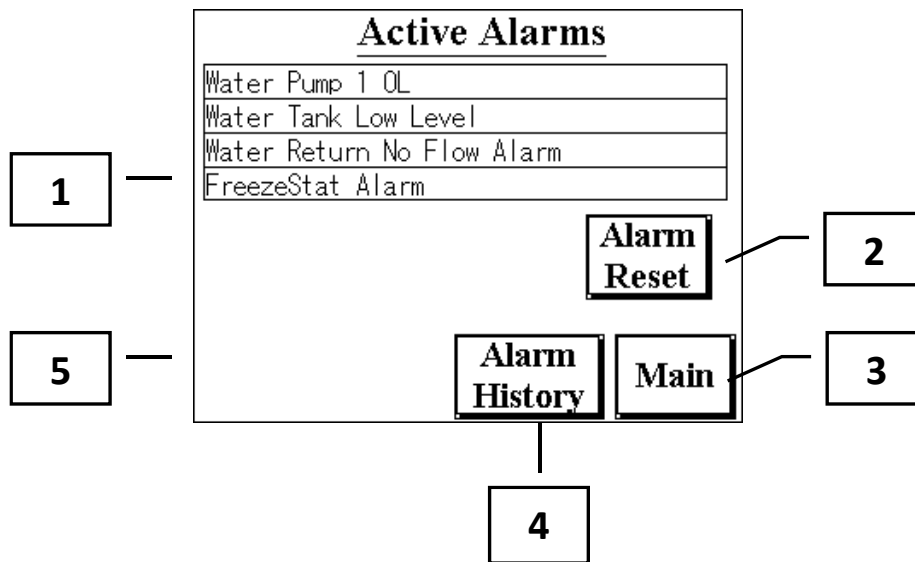 Active Alarms
Water Pump 1 OL
Water Tank Low Level
Water Return No Flow Alarm
FreezeStat Alarm
1
Alarm
Reset
2
5
Alarm
History
Main
3
4